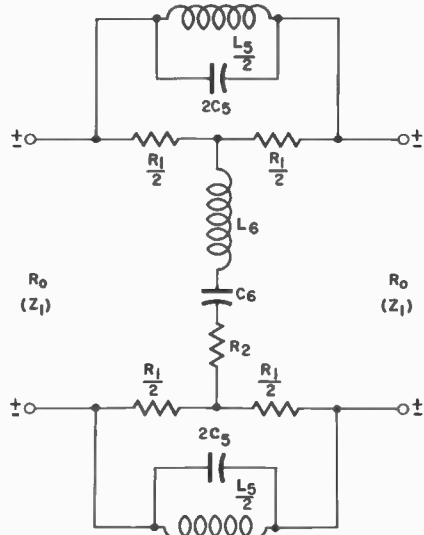 L5/2
2C5
± ±
R1/2 R1/2
L6
R0 R0
(Z1) (Z1)
C6
R2
R1/2 R1/2
± ±
2C5
L5/2